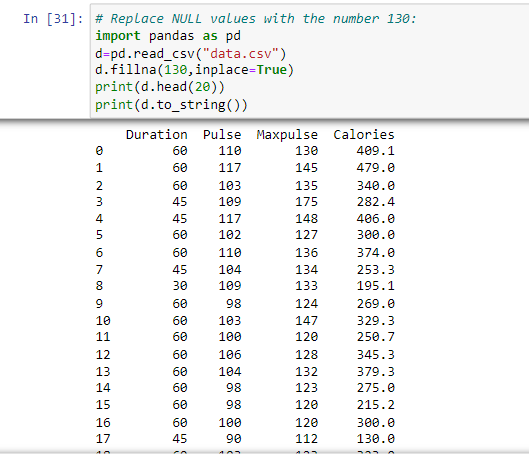 In [31]: # Replace NULL values with the number 130:
import pandas as pd
d=pd.read_csv("data.csv")
d.fillna(130,inplace=True)
print(d.head(20))
print(d.to_string())
Duration Pulse Maxpulse Calories
0 60 110 130 409.1
1 60 117 145 479.0
2 60 103 135 340.0
3 45 109 175 282.4
4 45 117 148 406.0
5 60 102 127 300.0
6 60 110 136 374.0
7 45 104 134 253.3
8 30 109 133 195.1
9 60 98 124 269.0
10 60 103 147 329.3
11 60 100 120 250.7
12 60 106 128 345.3
13 60 104 132 379.3
14 60 98 123 275.0
15 60 98 120 215.2
16 60 100 120 300.0
17 45 90 112 130.0